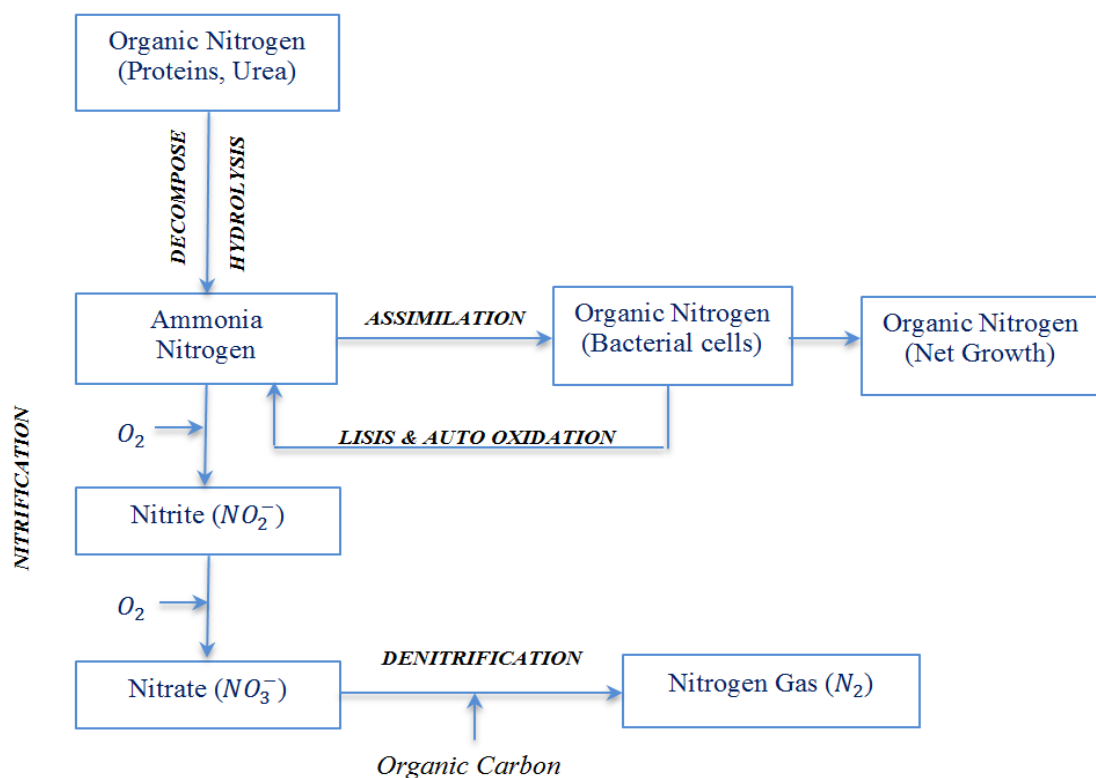 Organic Nitrogen
(Proteins, Urea)
DECOMPOSE
HYDROLYSIS
Ammonia
Nitrogen
ASSIMILATION
Organic Nitrogen
(Bacterial cells)
Organic Nitrogen
(Net Growth)
LISIS & AUTO OXIDATION
O₂
NITRIFICATION
Nitrite (NO₂⁻)
O₂
Nitrate (NO₃⁻)
DENITRIFICATION
Nitrogen Gas (N₂)
Organic Carbon